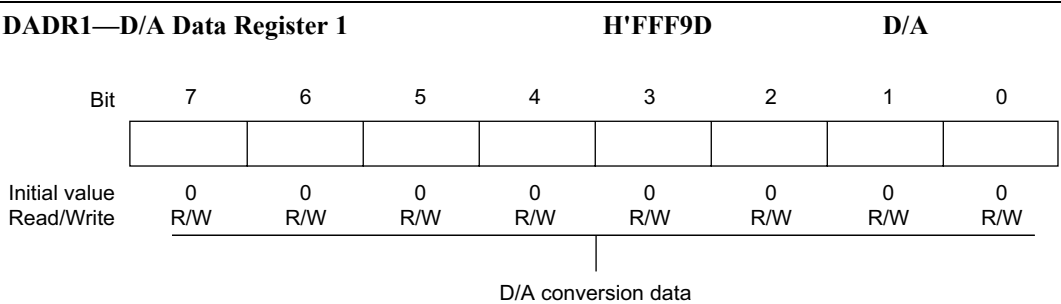 DADR1—D/A Data Register 1 H'FFF9D D/A
Bit 7 6 5 4 3 2 1 0
Initial value 0 0 0 0 0 0 0 0
Read/Write R/W R/W R/W R/W R/W R/W R/W R/W
D/A conversion data